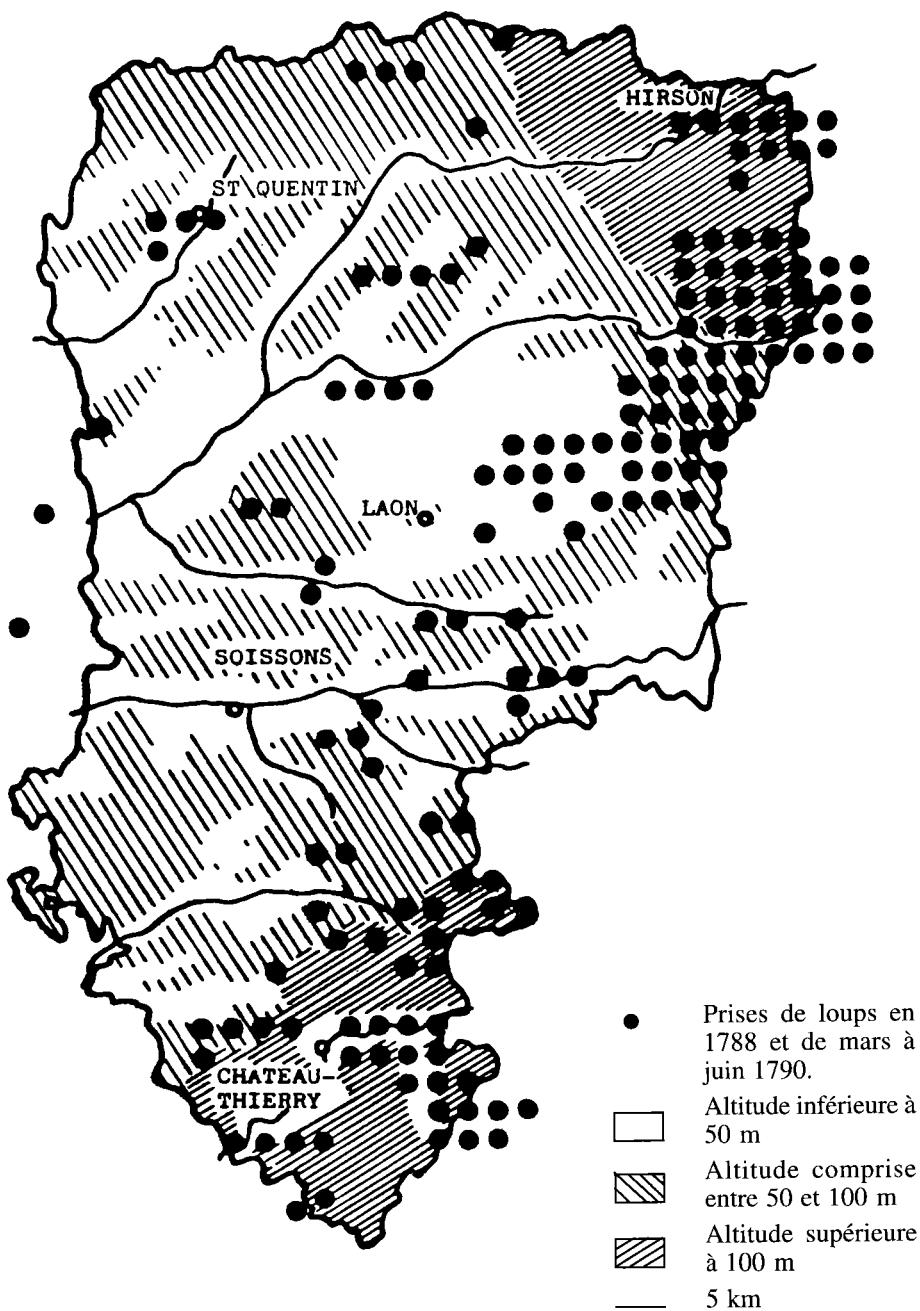 HIRSON
ST QUENTIN
LAON
SOISSONS
CHATEAU-
THIERRY
Prises de loups en
1788 et de mars à
juin 1790.
Altitude inférieure à
50 m
Altitude comprise
entre 50 et 100 m
Altitude supérieure
à 100 m
5 km